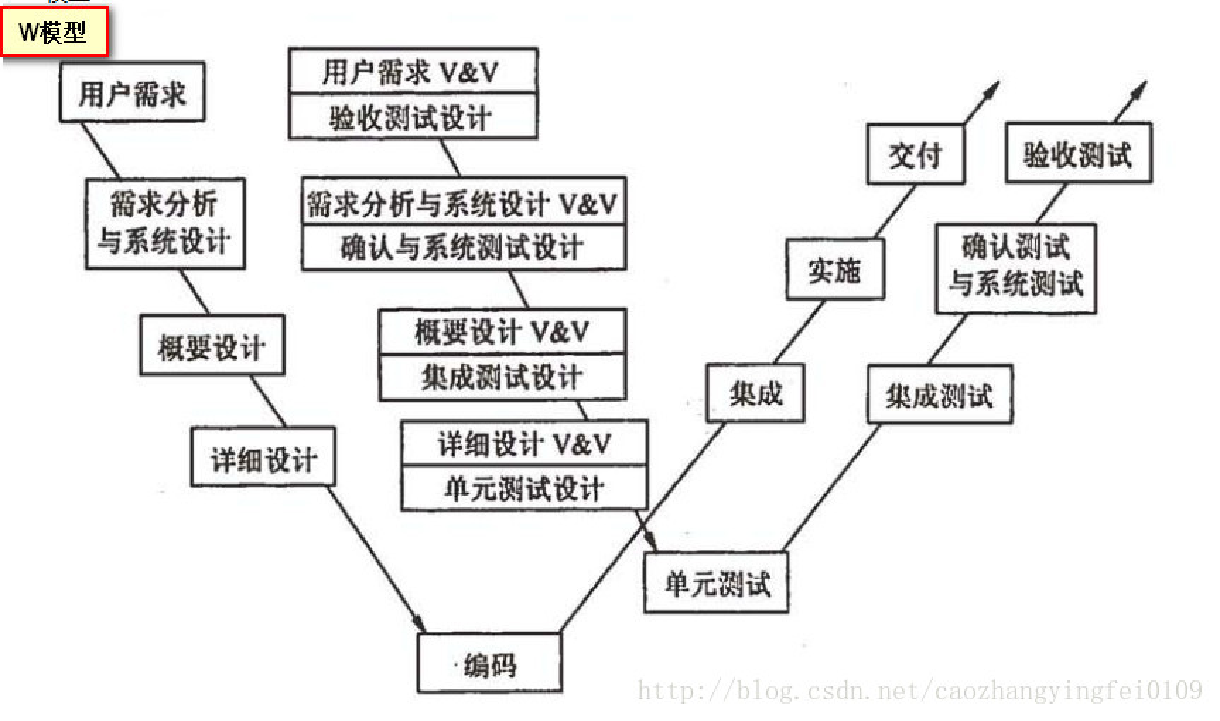 W模型
用户需求
用户需求 V&V
验收测试设计
需求分析
与系统设计
需求分析与系统设计 V&V
确认与系统测试设计
概要设计
概要设计 V&V
集成测试设计
详细设计
详细设计 V&V
单元测试设计
编码
单元测试
集成
集成测试
实施
确认测试
与系统测试
交付
验收测试
http://blog.csdn.net/caozhangyingfei0109